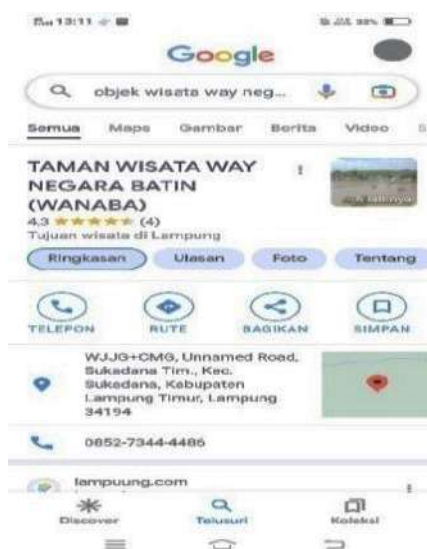 13:11
Google
objek wisata way neg...
Semua Maps Gambar Berita Video
TAMAN WISATA WAY
NEGARA BATIN
(WANABA)
4,3 (4)
Tujuan wisata di Lampung
Ringkasan Ulasan Foto Tentang
TELEPON RUTE BAGIKAN SIMPAN
WJJG+CMG, Unnamed Road,
Sukadana Tim., Kec.
Sukadana, Kabupaten
Lampung Timur, Lampung
34194
0852-7344-4486
lampuung.com
Discover Telusuri Koleksi